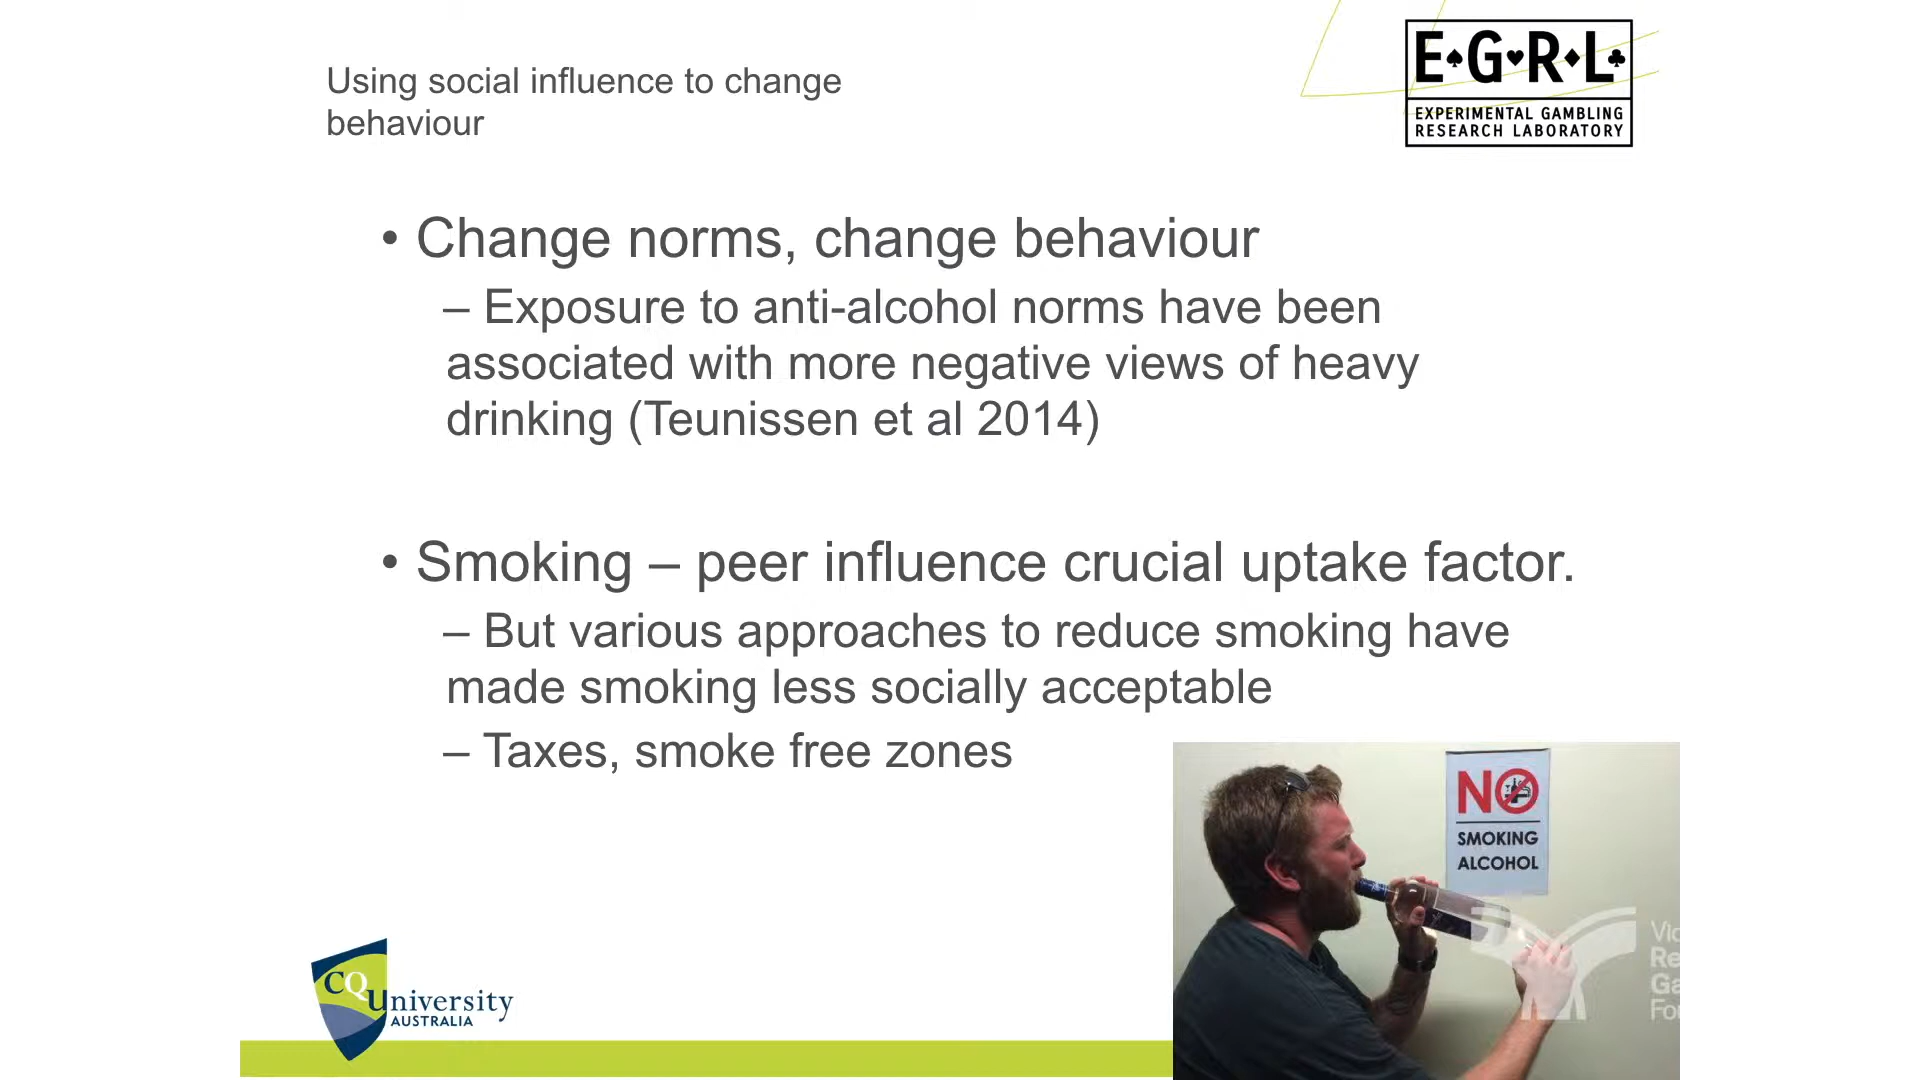 Using social influence to change
behaviour
E♠G♥R♦L♣
EXPERIMENTAL GAMBLING
RESEARCH LABORATORY
• Change norms, change behaviour
– Exposure to anti-alcohol norms have been
associated with more negative views of heavy
drinking (Teunissen et al 2014)
• Smoking – peer influence crucial uptake factor.
– But various approaches to reduce smoking have
made smoking less socially acceptable
– Taxes, smoke free zones
NO
SMOKING
ALCOHOL
CQUniversity
AUSTRALIA